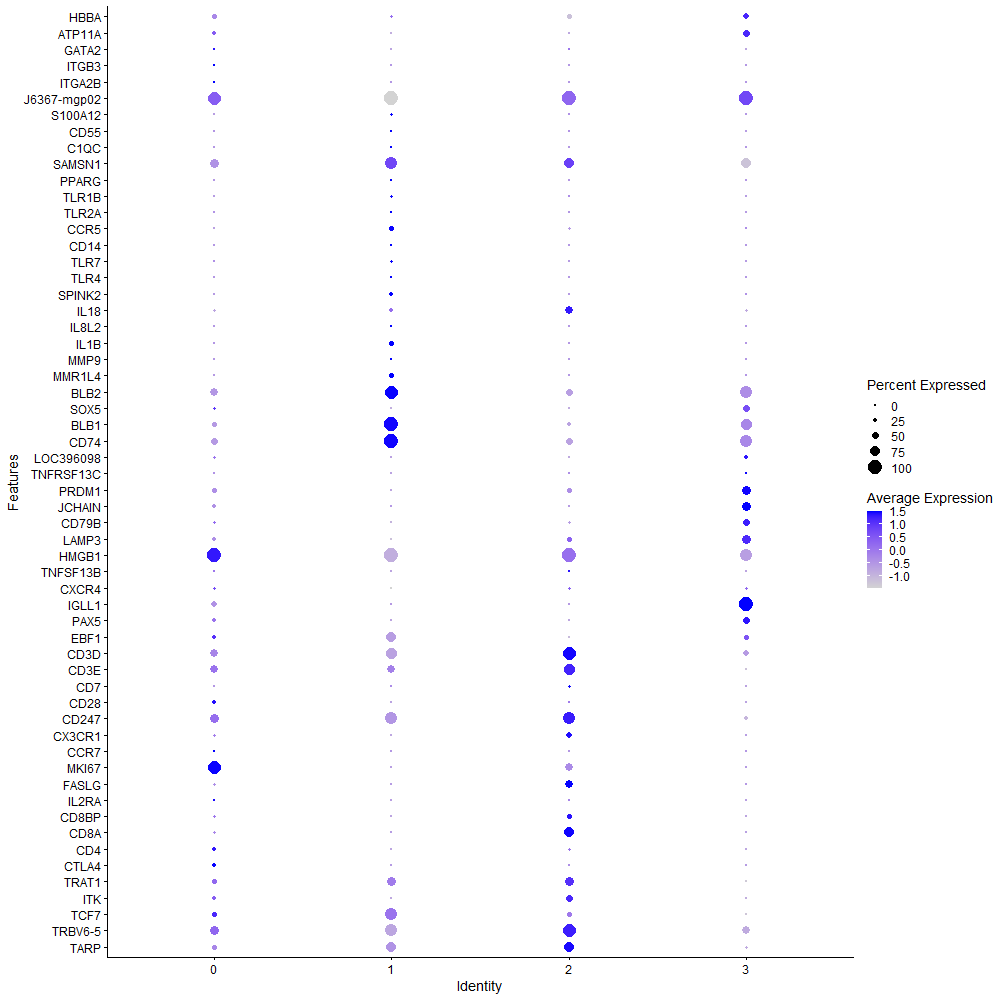 HBBA
ATP11A
GATA2
ITGB3
ITGA2B
J6367-mgp02
S100A12
CD55
C1QC
SAMSN1
PPARG
TLR1B
TLR2A
CCR5
CD14
TLR7
TLR4
SPINK2
IL18
IL8L2
IL1B
MMP9
MMR1L4
BLB2
SOX5
BLB1
CD74
LOC396098
TNFRSF13C
PRDM1
JCHAIN
CD79B
LAMP3
HMGB1
TNFSF13B
CXCR4
IGLL1
PAX5
EBF1
CD3D
CD3E
CD7
CD28
CD247
CX3CR1
CCR7
MKI67
FASLG
IL2RA
CD8BP
CD8A
CD4
CTLA4
TRAT1
ITK
TCF7
TRBV6-5
TARP
Features
0 1 2 3
Identity
Percent Expressed
0
25
50
75
100
Average Expression
1.5
1.0
0.5
0.0
-0.5
-1.0